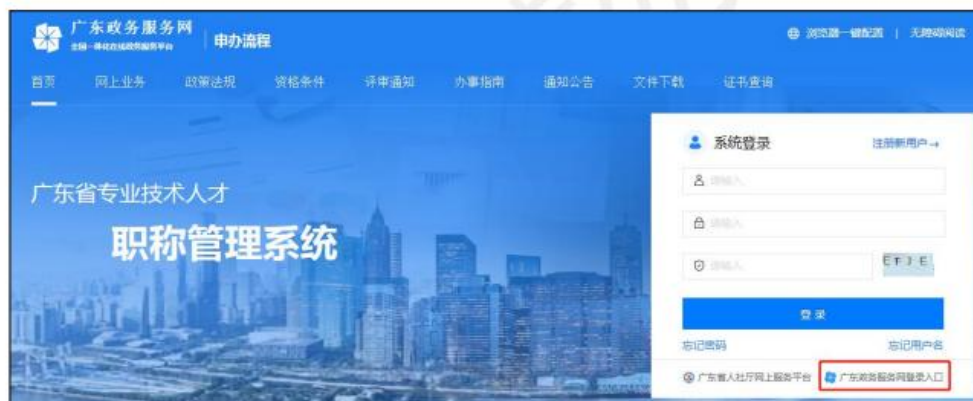 广东政务服务网
全国一体化在线政务服务平台
申办流程
浏览器一键配置 | 无障碍阅读
首页 网上业务 政策法规 资格条件 评审通知 办事指南 通知公告 文件下载 证书查询
系统登录 注册新用户→
请输入
广东省专业技术人才
职称管理系统
请输入
请输入
登录
忘记密码 忘记用户名
广东省人社厅网上服务平台 广东政务服务网登录入口